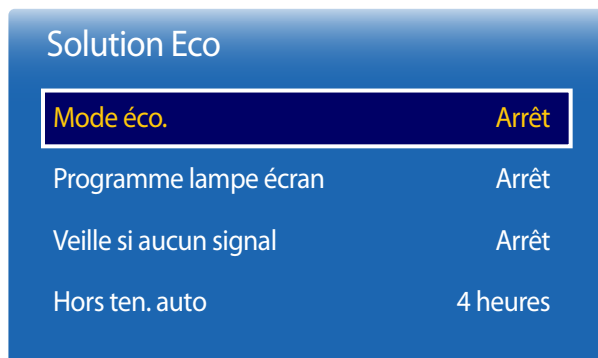 Solution Eco
Mode éco. Arrêt
Programme lampe écran Arrêt
Veille si aucun signal Arrêt
Hors ten. auto 4 heures